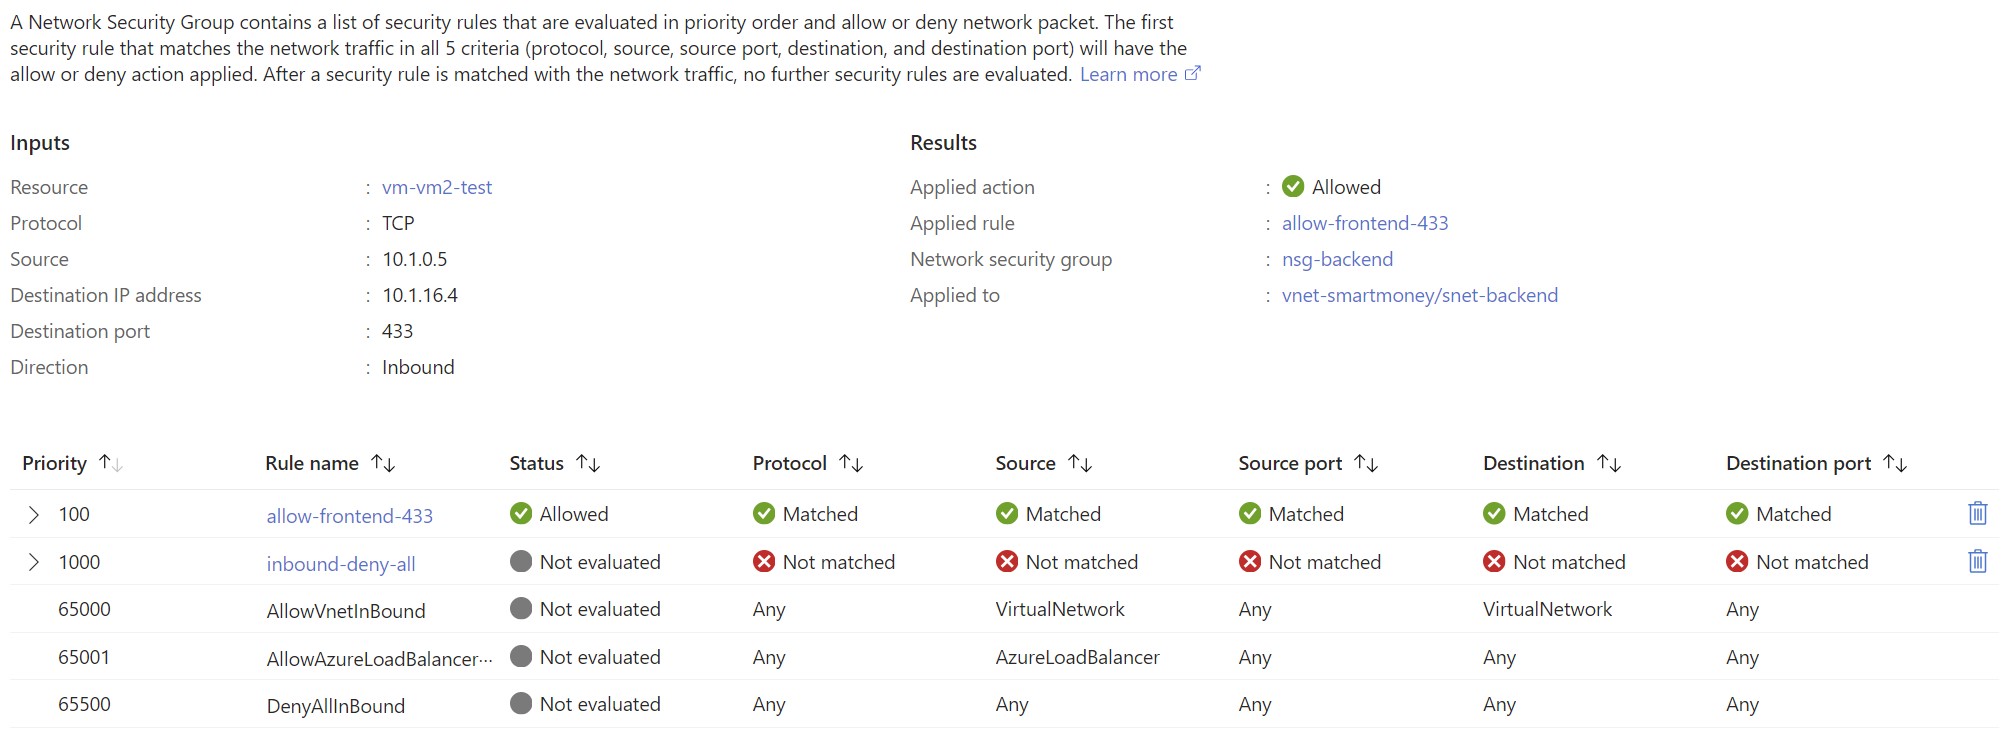 A Network Security Group contains a list of security rules that are evaluated in priority order and allow or deny network packet. The first
security rule that matches the network traffic in all 5 criteria (protocol, source, source port, destination, and destination port) will have the
allow or deny action applied. After a security rule is matched with the network traffic, no further security rules are evaluated. Learn more
Inputs
Resource : vm-vm2-test
Protocol : TCP
Source : 10.1.0.5
Destination IP address : 10.1.16.4
Destination port : 433
Direction : Inbound
Results
Applied action : Allowed
Applied rule : allow-frontend-433
Network security group : nsg-backend
Applied to : vnet-smartmoney/snet-backend
Priority Rule name Status Protocol Source Source port Destination Destination port
100 allow-frontend-433 Allowed Matched Matched Matched Matched Matched
1000 inbound-deny-all Not evaluated Not matched Not matched Not matched Not matched Not matched
65000 AllowVnetInBound Not evaluated Any VirtualNetwork Any VirtualNetwork Any
65001 AllowAzureLoadBalancer··· Not evaluated Any AzureLoadBalancer Any Any Any
65500 DenyAllInBound Not evaluated Any Any Any Any Any